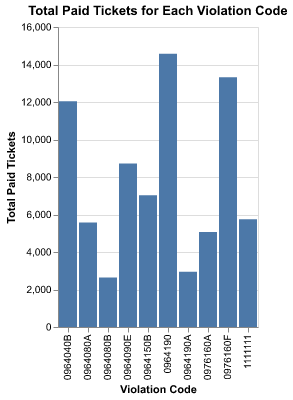 Total Paid Tickets for Each Violation Code
16,000
14,000
12,000
10,000
8,000
6,000
4,000
2,000
0
Total Paid Tickets
0964040B
0964080A
0964080B
0964090E
0964150B
0964190
0964190A
0976160A
0976160F
1111111
Violation Code